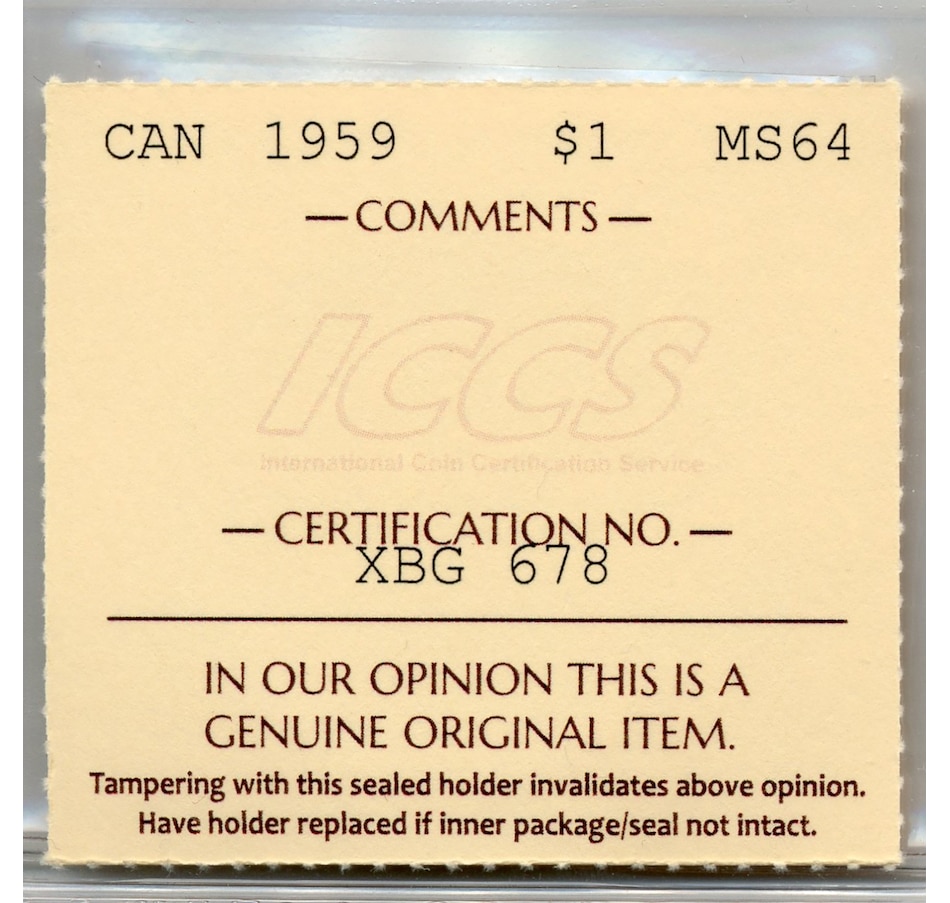 CAN 1959 $1 MS64
— COMMENTS —
ICCS
International Coin Certification Service
— CERTIFICATION NO. —
XBG 678
IN OUR OPINION THIS IS A
GENUINE ORIGINAL ITEM.
Tampering with this sealed holder invalidates above opinion.
Have holder replaced if inner package/seal not intact.